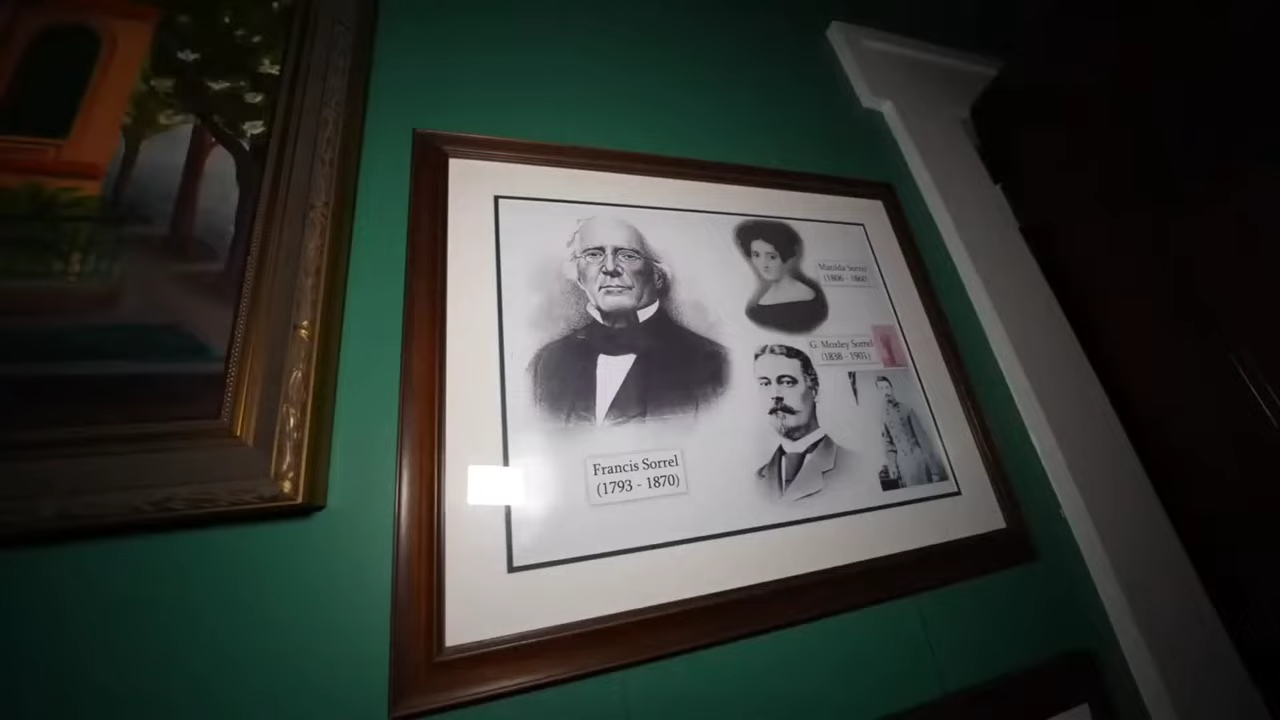 Francis Sorrel
(1793 - 1870)
Matilda Sorrel
(1806 - 1860)
G. Moxley Sorrel
(1838 - 1901)